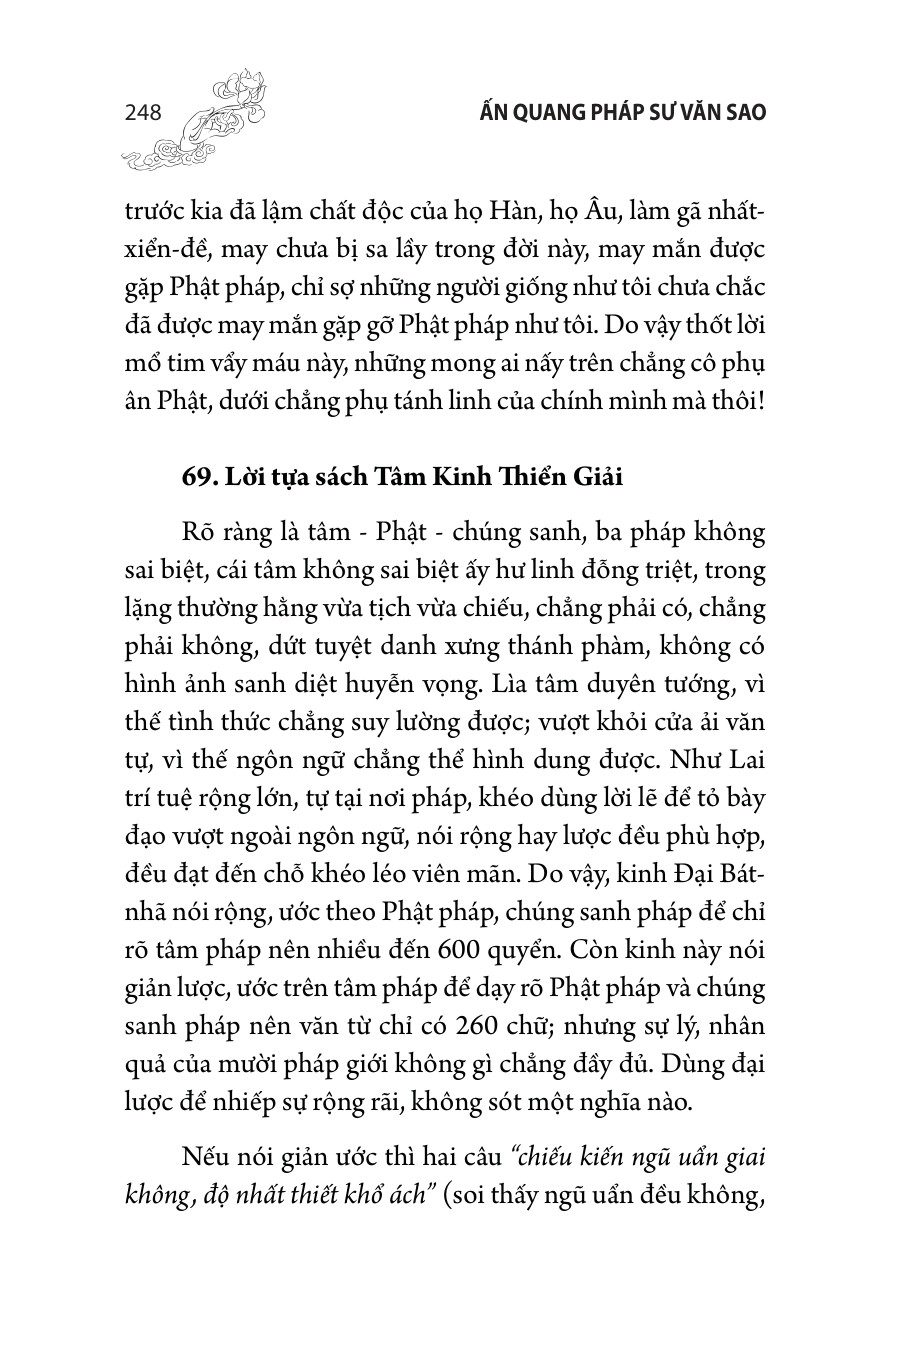 248
ẤN QUANG PHÁP SƯ VĂN SAO
trước kia đã lậm chất độc của họ Hàn, họ Âu, làm gã nhất-
xiển-đề, may chưa bị sa lầy trong đời này, may mắn được
gặp Phật pháp, chỉ sợ những người giống như tôi chưa chắc
đã được may mắn gặp gỡ Phật pháp như tôi. Do vậy thốt lời
mổ tim vẩy máu này, những mong ai nấy trên chẳng cô phụ
ân Phật, dưới chẳng phụ tánh linh của chính mình mà thôi!
69. Lời tựa sách Tâm Kinh Thiển Giải
Rõ ràng là tâm - Phật - chúng sanh, ba pháp không
sai biệt, cái tâm không sai biệt ấy hư linh đỗng triệt, trong
lặng thường hằng vừa tịch vừa chiếu, chẳng phải có, chẳng
phải không, dứt tuyệt danh xưng thánh phàm, không có
hình ảnh sanh diệt huyễn vọng. Lìa tâm duyên tướng, vì
thế tình thức chẳng suy lường được; vượt khỏi cửa ải văn
tự, vì thế ngôn ngữ chẳng thể hình dung được. Như Lai
trí tuệ rộng lớn, tự tại nơi pháp, khéo dùng lời lẽ để tỏ bày
đạo vượt ngoài ngôn ngữ, nói rộng hay lược đều phù hợp,
đều đạt đến chỗ khéo léo viên mãn. Do vậy, kinh Đại Bát-
nhã nói rộng, ước theo Phật pháp, chúng sanh pháp để chỉ
rõ tâm pháp nên nhiều đến 600 quyển. Còn kinh này nói
giản lược, ước trên tâm pháp để dạy rõ Phật pháp và chúng
sanh pháp nên văn từ chỉ có 260 chữ; nhưng sự lý, nhân
quả của mười pháp giới không gì chẳng đầy đủ. Dùng đại
lược để nhiếp sự rộng rãi, không sót một nghĩa nào.
Nếu nói giản ước thì hai câu “chiếu kiến ngũ uẩn giai
không, độ nhất thiết khổ ách” (soi thấy ngũ uẩn đều không,